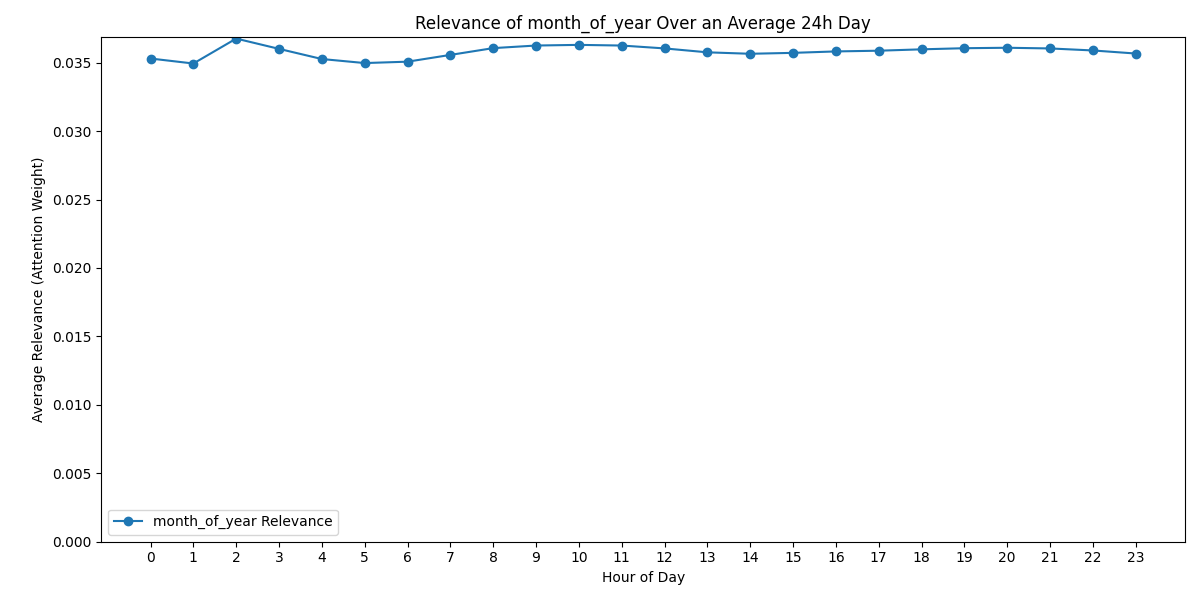 Relevance of month_of_year Over an Average 24h Day
Average Relevance (Attention Weight)
0.035
0.030
0.025
0.020
0.015
0.010
0.005
0.000
month_of_year Relevance
0 1 2 3 4 5 6 7 8 9 10 11 12 13 14 15 16 17 18 19 20 21 22 23
Hour of Day